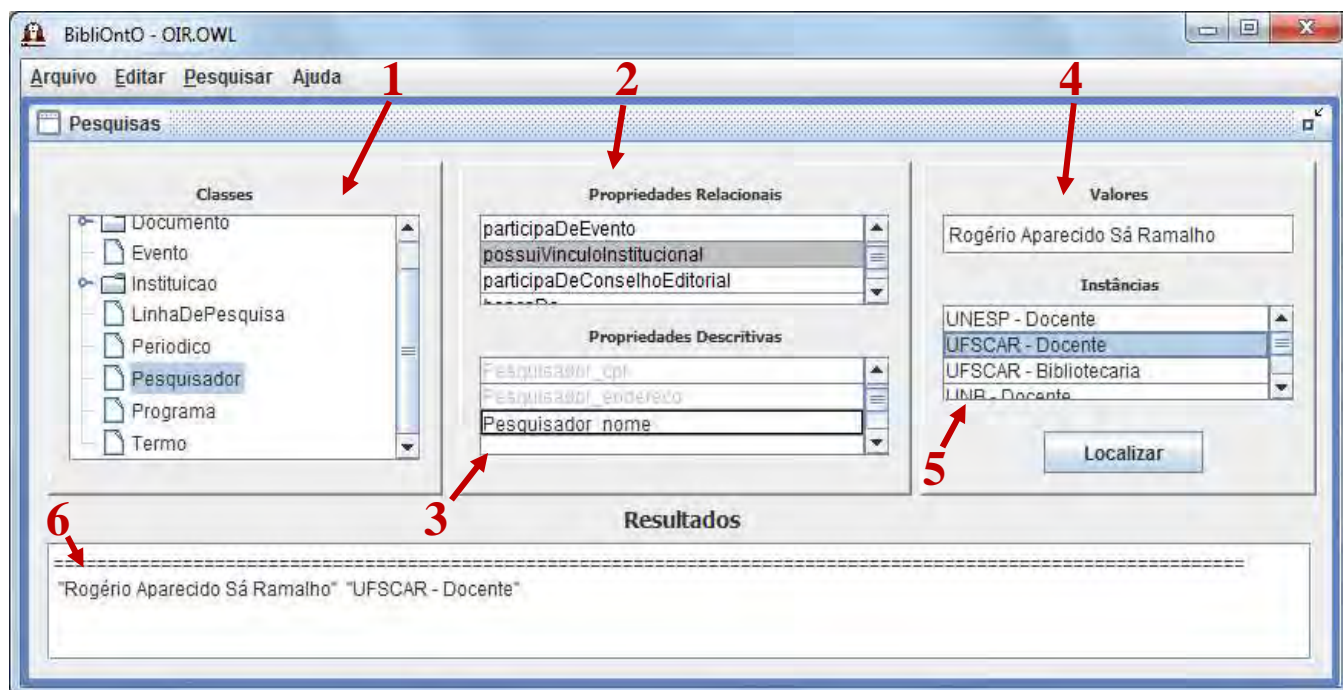 BibliOntO - OIR.OWL
Arquivo Editar Pesquisar Ajuda
1
2
4
Pesquisas
Classes
Documento
Evento
Instituicao
LinhaDePesquisa
Periodico
Pesquisador
Programa
Termo
Propriedades Relacionais
participaDeEvento
possuiVinculoInstitucional
participaDeConselhoEditorial
Propriedades Descritivas
Pesquisador_cpf
Pesquisador_endereco
Pesquisador_nome
Valores
Rogério Aparecido Sá Ramalho
Instâncias
UNESP - Docente
UFSCAR - Docente
UFSCAR - Bibliotecaria
UNB - Docente
Localizar
5
3
6
Resultados
"Rogério Aparecido Sá Ramalho" "UFSCAR - Docente"